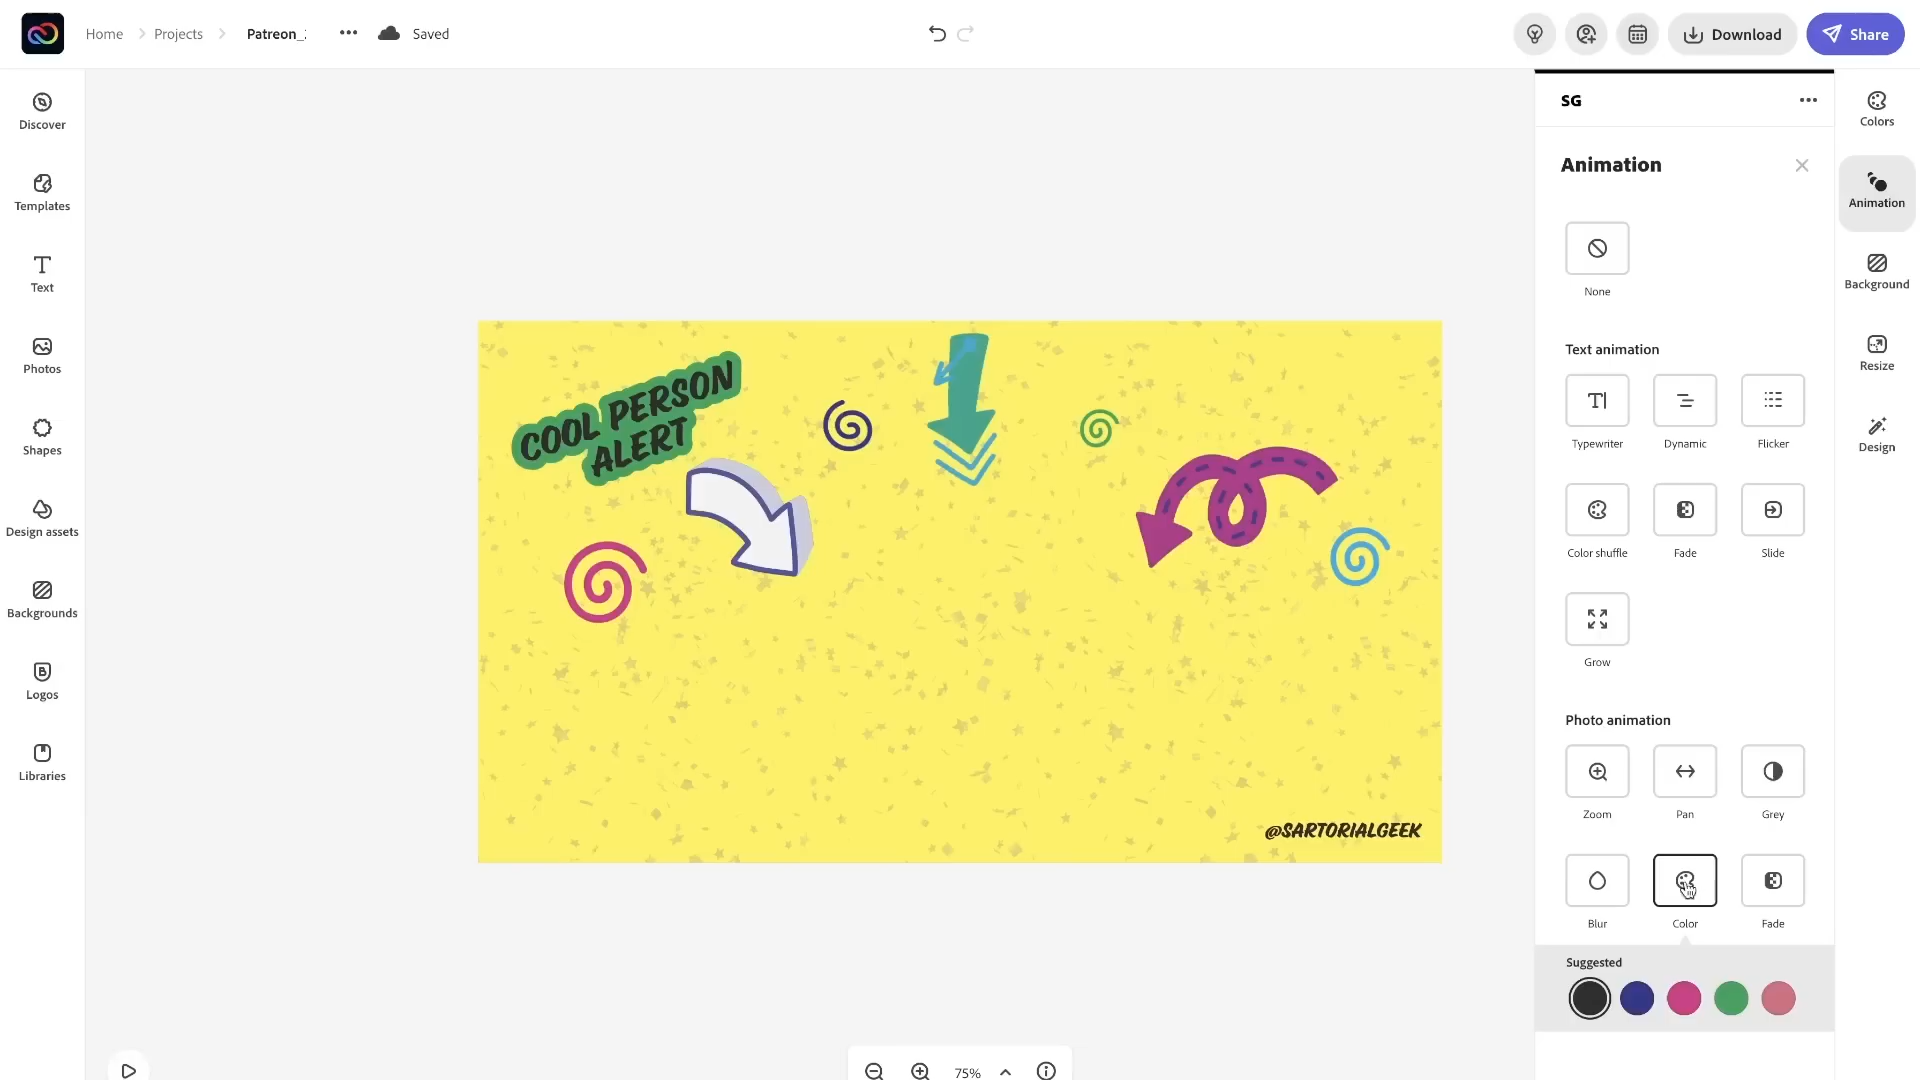 Home
Projects
Patreon_
Saved
Download
Share
Discover
Templates
Text
Photos
Shapes
Design assets
Backgrounds
Logos
Libraries
COOL PERSON
ALERT
@SARTORIALGEEK
75%
SG
Animation
None
Text animation
Typewriter
Dynamic
Flicker
Color shuffle
Fade
Slide
Grow
Photo animation
Zoom
Pan
Grey
Blur
Color
Fade
Suggested
Colors
Animation
Background
Resize
Design